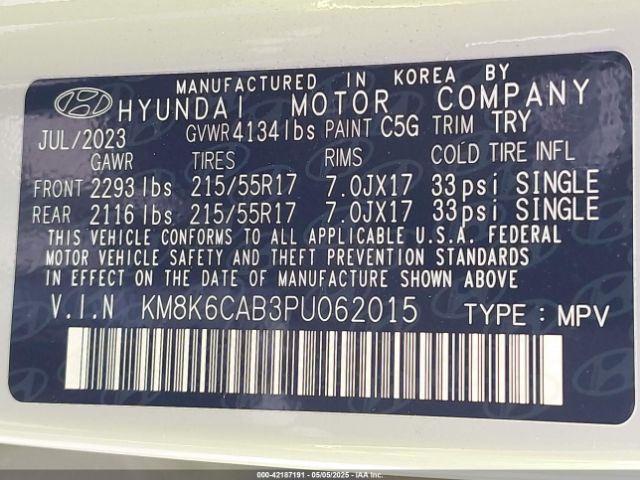 MANUFACTURED IN KOREA BY
HYUNDAI MOTOR COMPANY
JUL/2023 GVWR 4134 lbs PAINT C5G TRIM TRY
GAWR TIRES RIMS COLD TIRE INFL
FRONT 2293 lbs 215/55R17 7.0JX17 33psi SINGLE
REAR 2116 lbs 215/55R17 7.0JX17 33psi SINGLE
THIS VEHICLE CONFORMS TO ALL APPLICABLE U.S.A. FEDERAL
MOTOR VEHICLE SAFETY AND THEFT PREVENTION STANDARDS
IN EFFECT ON THE DATE OF MANUFACTURE SHOWN ABOVE
V.I.N KM8K6CAB3PU062015 TYPE: MPV
000-42187191 - 05/05/2025 - IAA Inc.